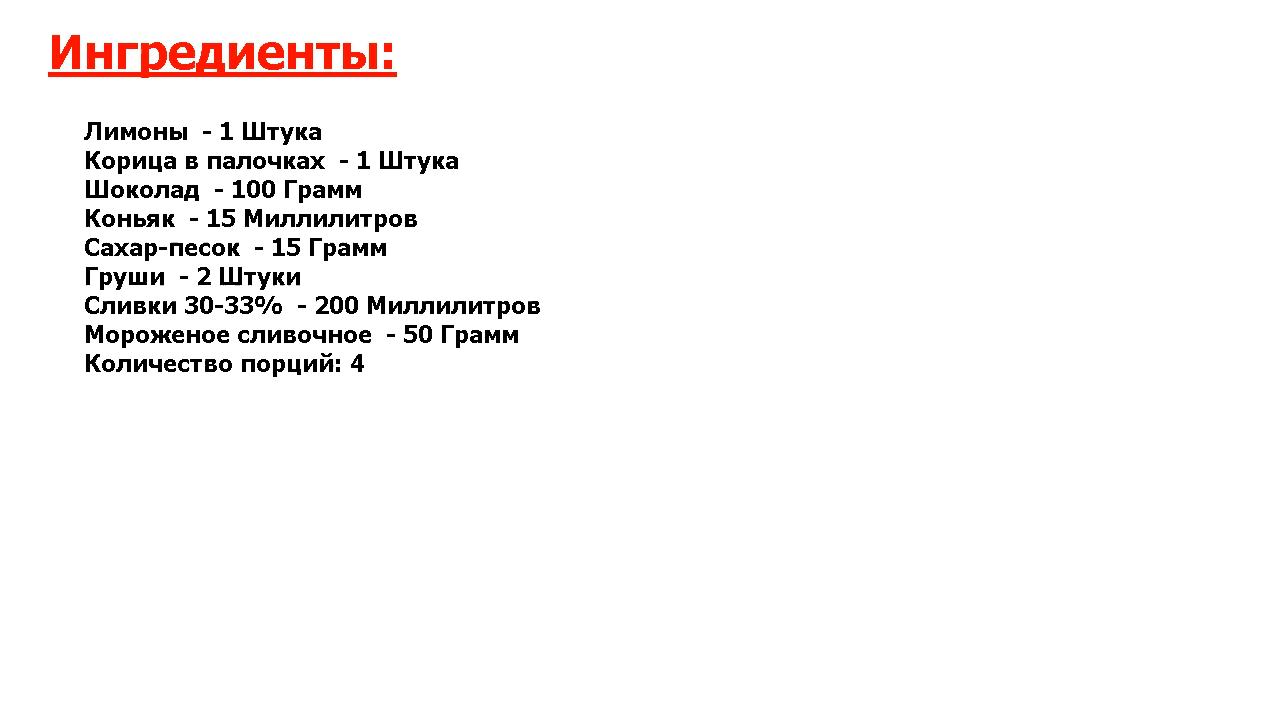 Ингредиенты:
Лимоны  - 1 Штука
Корица в палочках  - 1 Штука
Шоколад  - 100 Грамм
Коньяк  - 15 Миллилитров
Сахар-песок  - 15 Грамм
Груши  - 2 Штуки
Сливки 30-33%  - 200 Миллилитров
Мороженое сливочное  - 50 Грамм
Количество порций: 4